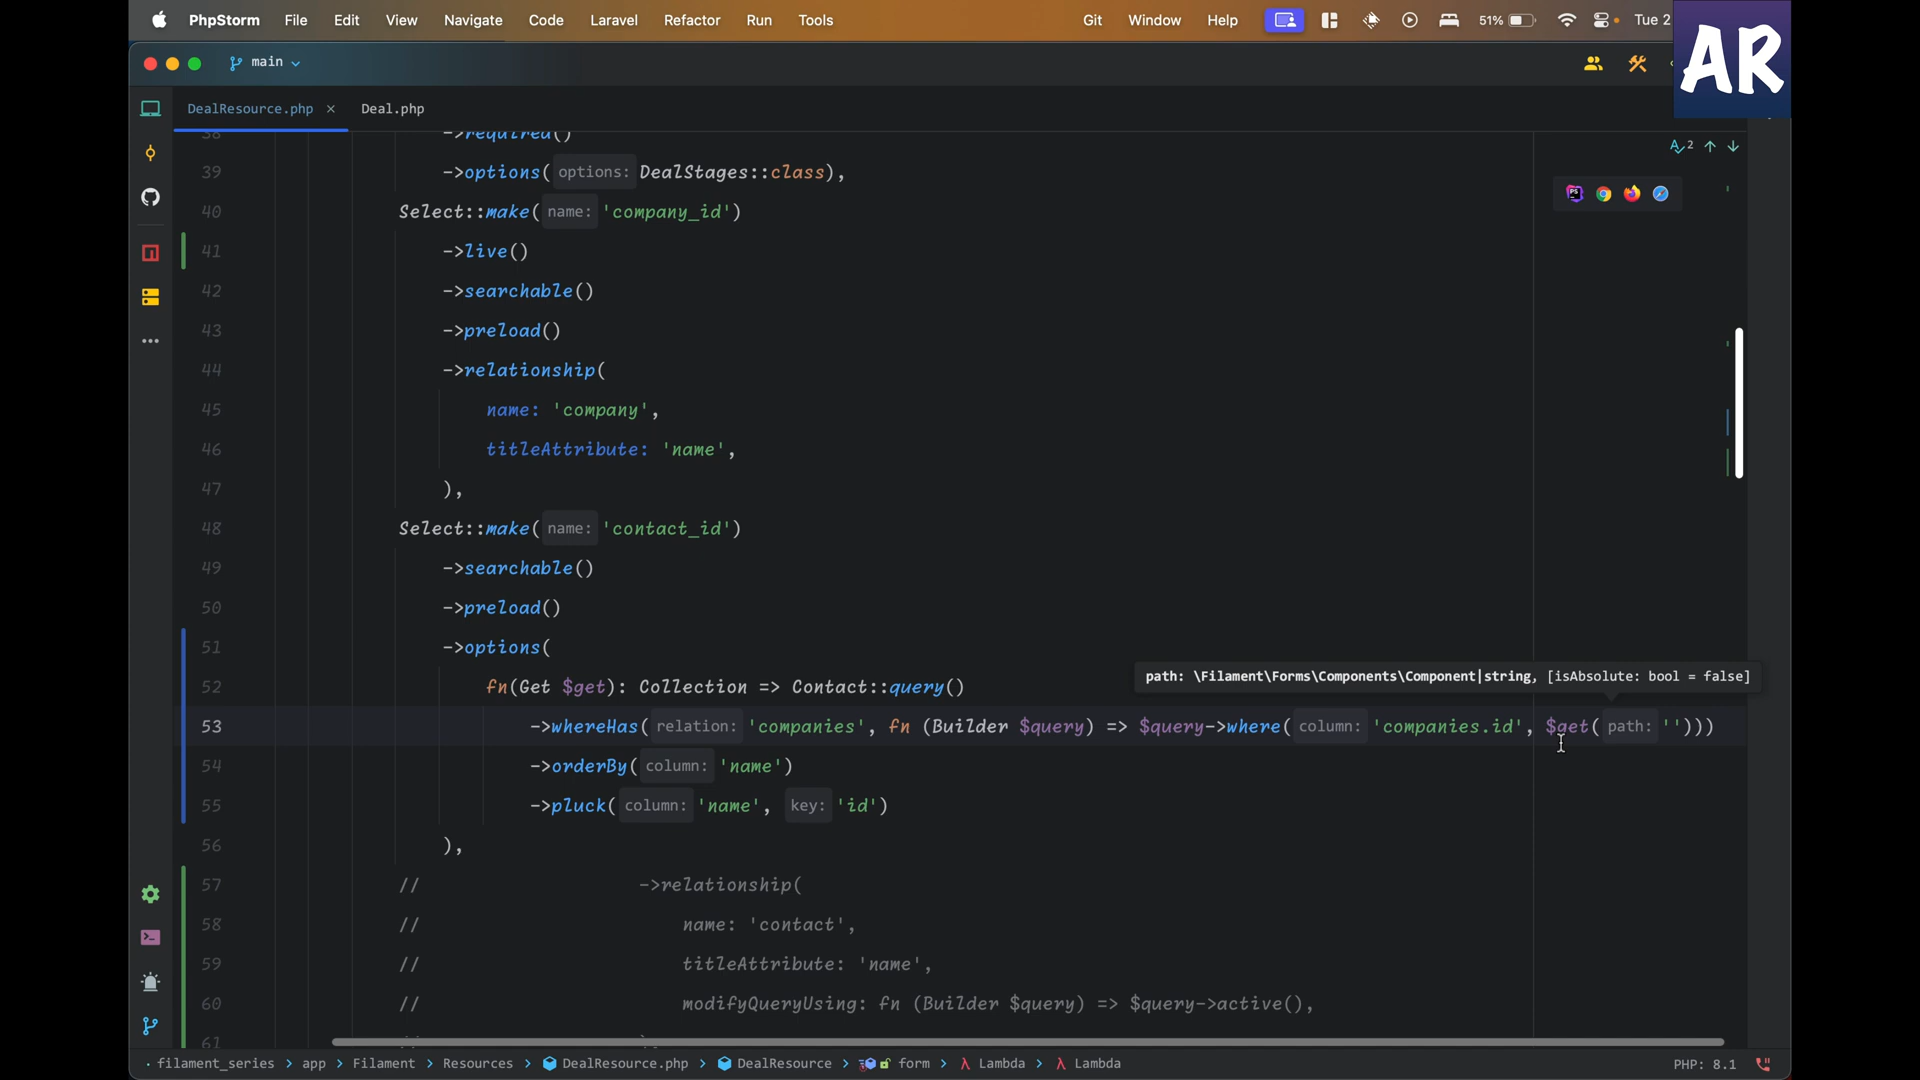 PhpStorm File Edit View Navigate Code Laravel Refactor Run Tools Git Window Help 51% Tue 2
AR
main
DealResource.php × Deal.php
38 ->required()
2
39 ->options( options: DealStages::class),
40 Select::make( name: 'company_id')
41 ->live()
42 ->searchable()
43 ->preload()
44 ->relationship(
45 name: 'company',
46 titleAttribute: 'name',
47 ),
48 Select::make( name: 'contact_id')
49 ->searchable()
50 ->preload()
51 ->options(
path: \Filament\Forms\Components\Component|string, [isAbsolute: bool = false]
52 fn(Get $get): Collection => Contact::query()
53 ->whereHas( relation: 'companies', fn (Builder $query) => $query->where( column: 'companies.id', $get( path: '')))
54 ->orderBy( column: 'name')
55 ->pluck( column: 'name', key: 'id')
56 ),
57 // ->relationship(
58 // name: 'contact',
59 // titleAttribute: 'name',
60 // modifyQueryUsing: fn (Builder $query) => $query->active(),
61
filament_series > app > Filament > Resources > DealResource.php > DealResource > form > λ Lambda > λ Lambda PHP: 8.1